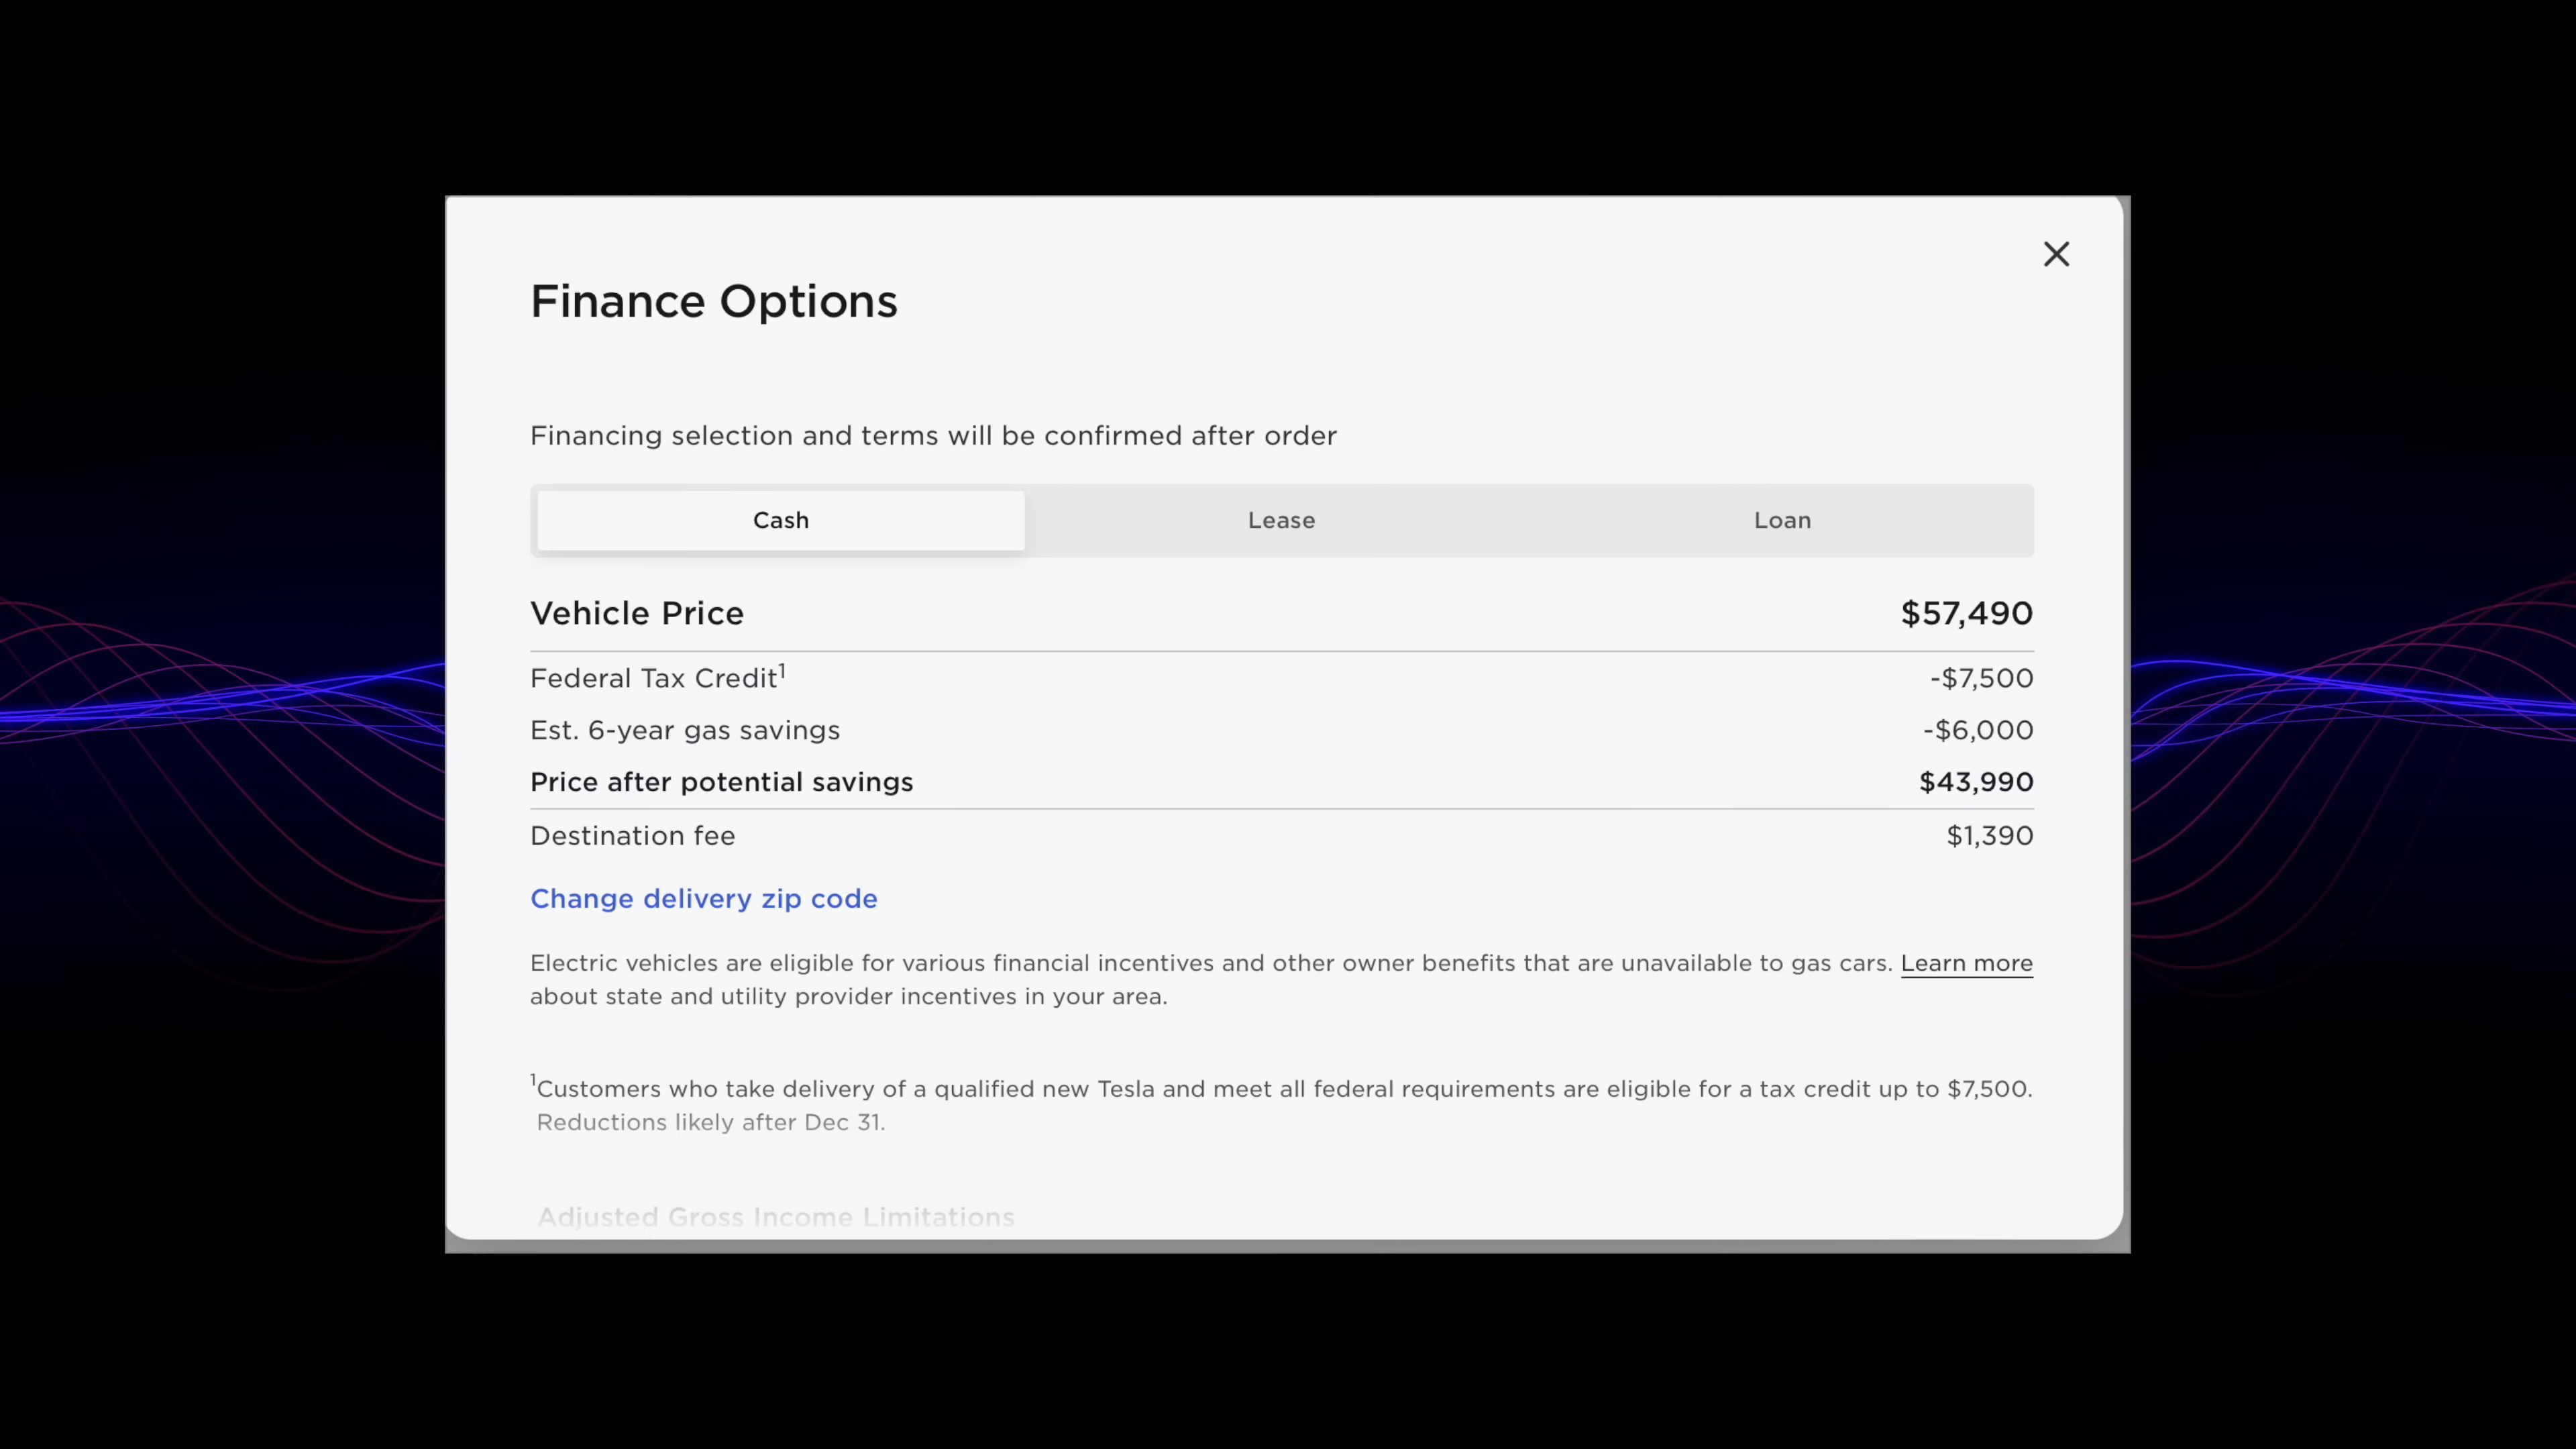 Finance Options
Financing selection and terms will be confirmed after order
Cash Lease Loan
Vehicle Price $57,490
Federal Tax Credit¹ -$7,500
Est. 6-year gas savings -$6,000
Price after potential savings $43,990
Destination fee $1,390
Change delivery zip code
Electric vehicles are eligible for various financial incentives and other owner benefits that are unavailable to gas cars. Learn more
about state and utility provider incentives in your area.
¹Customers who take delivery of a qualified new Tesla and meet all federal requirements are eligible for a tax credit up to $7,500.
Reductions likely after Dec 31.
Adjusted Gross Income Limitations